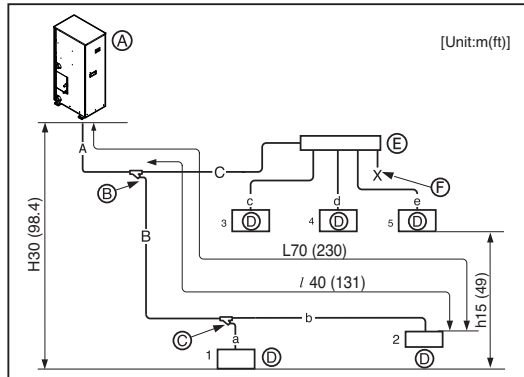 Ⓐ
[Unit:m(ft)]
A
Ⓔ
C
X
Ⓑ
Ⓕ
c
d
e
3 Ⓓ
4 Ⓓ
5 Ⓓ
H30 (98.4)
B
L70 (230)
l 40 (131)
h15 (49)
b
Ⓒ
a
2
1 Ⓓ
Ⓓ